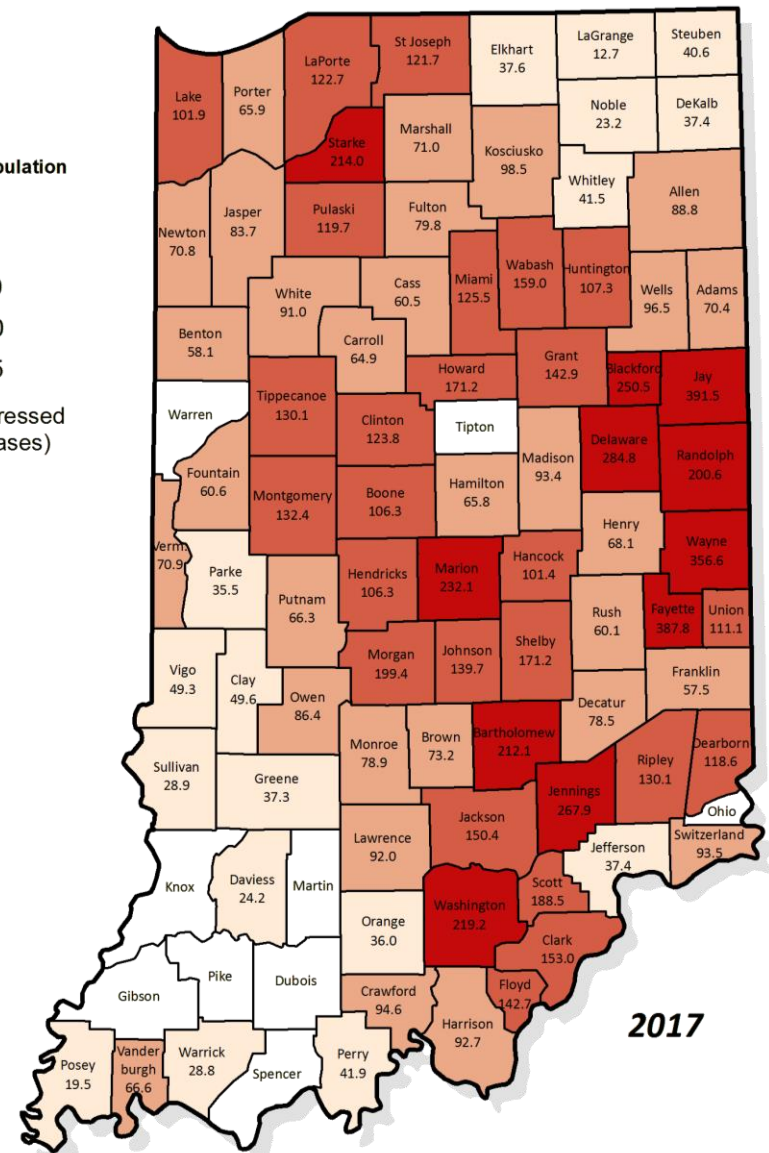 St Joseph
121.7
LaPorte
122.7
Elkhart
37.6
LaGrange
12.7
Steuben
40.6
Lake
101.9
Porter
65.9
Noble
23.2
DeKalb
37.4
Starke
214.0
Marshall
71.0
Kosciusko
98.5
Whitley
41.5
Allen
88.8
Newton
70.8
Jasper
83.7
Pulaski
119.7
Fulton
79.8
Miami
125.5
Wabash
159.0
Huntington
107.3
Wells
96.5
Adams
70.4
White
91.0
Cass
60.5
Benton
58.1
Carroll
64.9
Howard
171.2
Grant
142.9
Blackford
250.5
Jay
391.5
Warren
Tippecanoe
130.1
Clinton
123.8
Tipton
Madison
93.4
Delaware
284.8
Randolph
200.6
Fountain
60.6
Montgomery
132.4
Boone
106.3
Hamilton
65.8
Henry
68.1
Wayne
356.6
Verm
70.9
Parke
35.5
Putnam
66.3
Hendricks
106.3
Marion
232.1
Hancock
101.4
Rush
60.1
Fayette
387.8
Union
111.1
Vigo
49.3
Clay
49.6
Owen
86.4
Morgan
199.4
Johnson
139.7
Shelby
171.2
Decatur
78.5
Franklin
57.5
Sullivan
28.9
Greene
37.3
Monroe
78.9
Brown
73.2
Bartholomew
212.1
Jennings
267.9
Ripley
130.1
Dearborn
118.6
Ohio
Switzerland
93.5
Knox
Daviess
24.2
Martin
Lawrence
92.0
Jackson
150.4
Jefferson
37.4
Scott
188.5
Orange
36.0
Washington
219.2
Clark
153.0
Gibson
Pike
Dubois
Crawford
94.6
Floyd
142.7
Harrison
92.7
Posey
19.5
Vander
burgh
66.6
Warrick
28.8
Spencer
Perry
41.9
2017